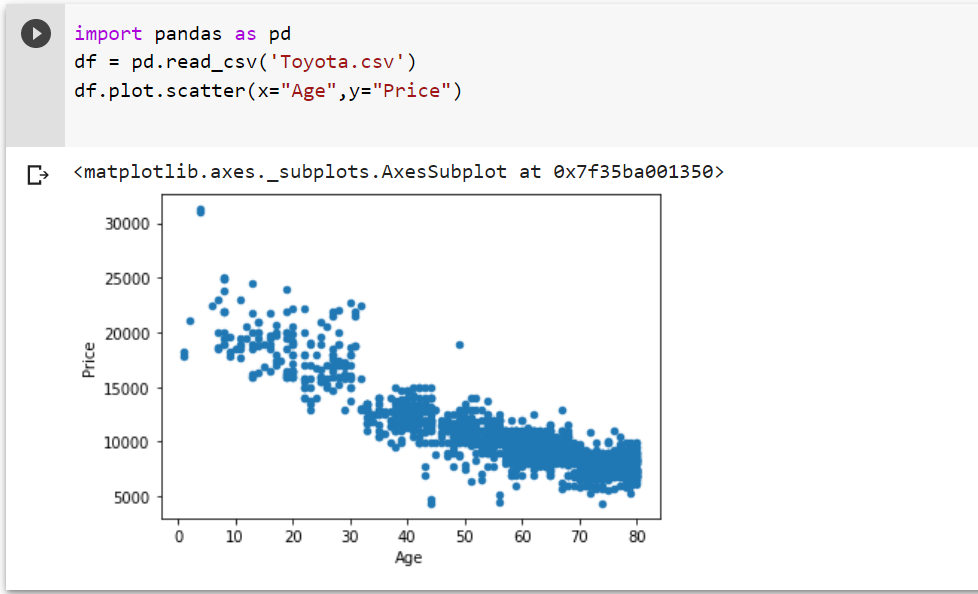 import pandas as pd
df = pd.read_csv('Toyota.csv')
df.plot.scatter(x="Age",y="Price")
<matplotlib.axes._subplots.AxesSubplot at 0x7f35ba001350>
30000
25000
20000
15000
10000
5000
Price
0 10 20 30 40 50 60 70 80
Age